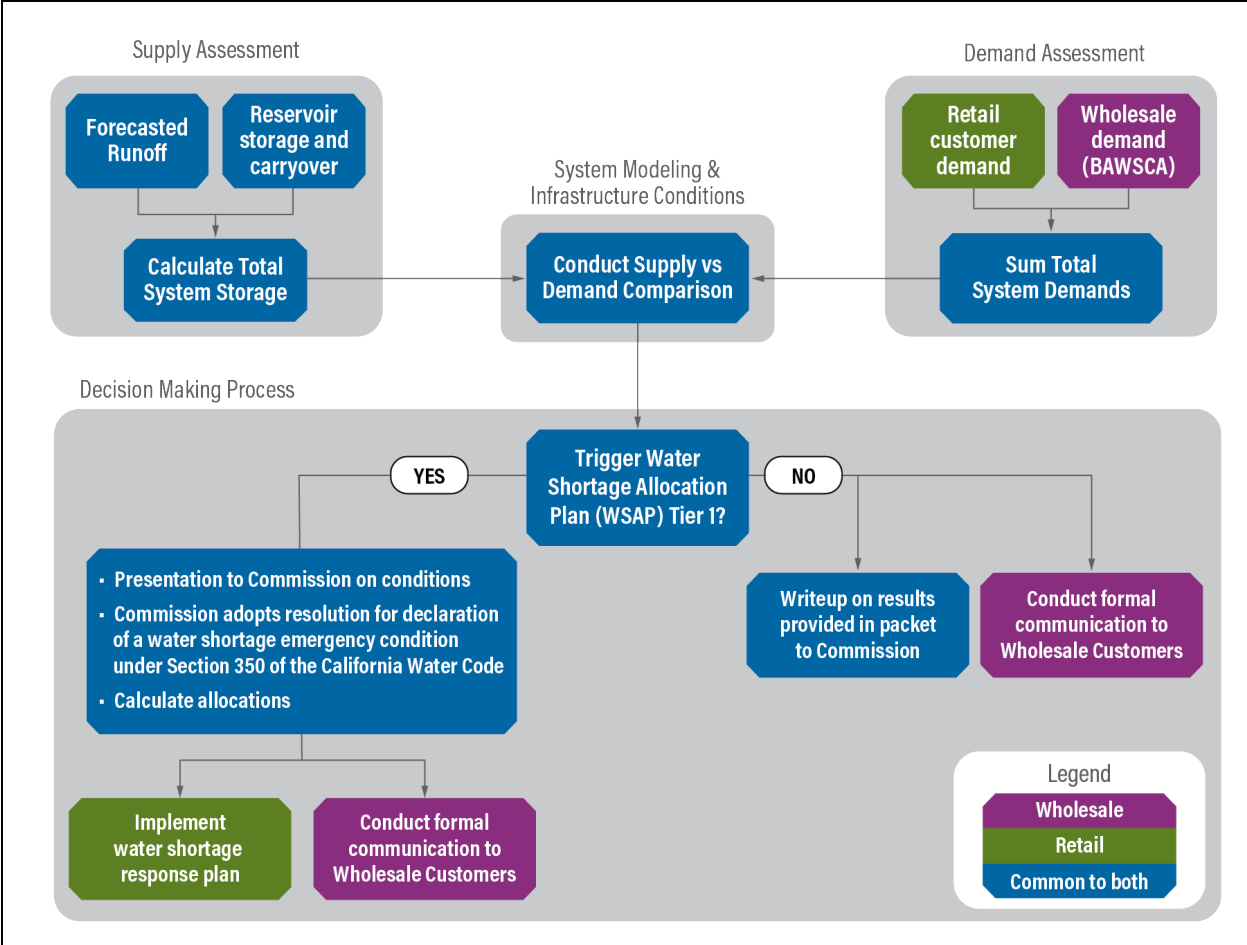 Supply Assessment
Forecasted
Runoff
Reservoir
storage and
carryover
Calculate Total
System Storage
System Modeling &
Infrastructure Conditions
Conduct Supply vs
Demand Comparison
Demand Assessment
Retail
customer
demand
Wholesale
demand
(BAWSCA)
Sum Total
System Demands
Decision Making Process
Trigger Water
Shortage Allocation
Plan (WSAP) Tier 1?
YES
NO
▪ Presentation to Commission on conditions
▪ Commission adopts resolution for declaration
of a water shortage emergency condition
under Section 350 of the California Water Code
▪ Calculate allocations
Implement
water shortage
response plan
Conduct formal
communication to
Wholesale Customers
Writeup on results
provided in packet
to Commission
Conduct formal
communication to
Wholesale Customers
Legend
Wholesale
Retail
Common to both